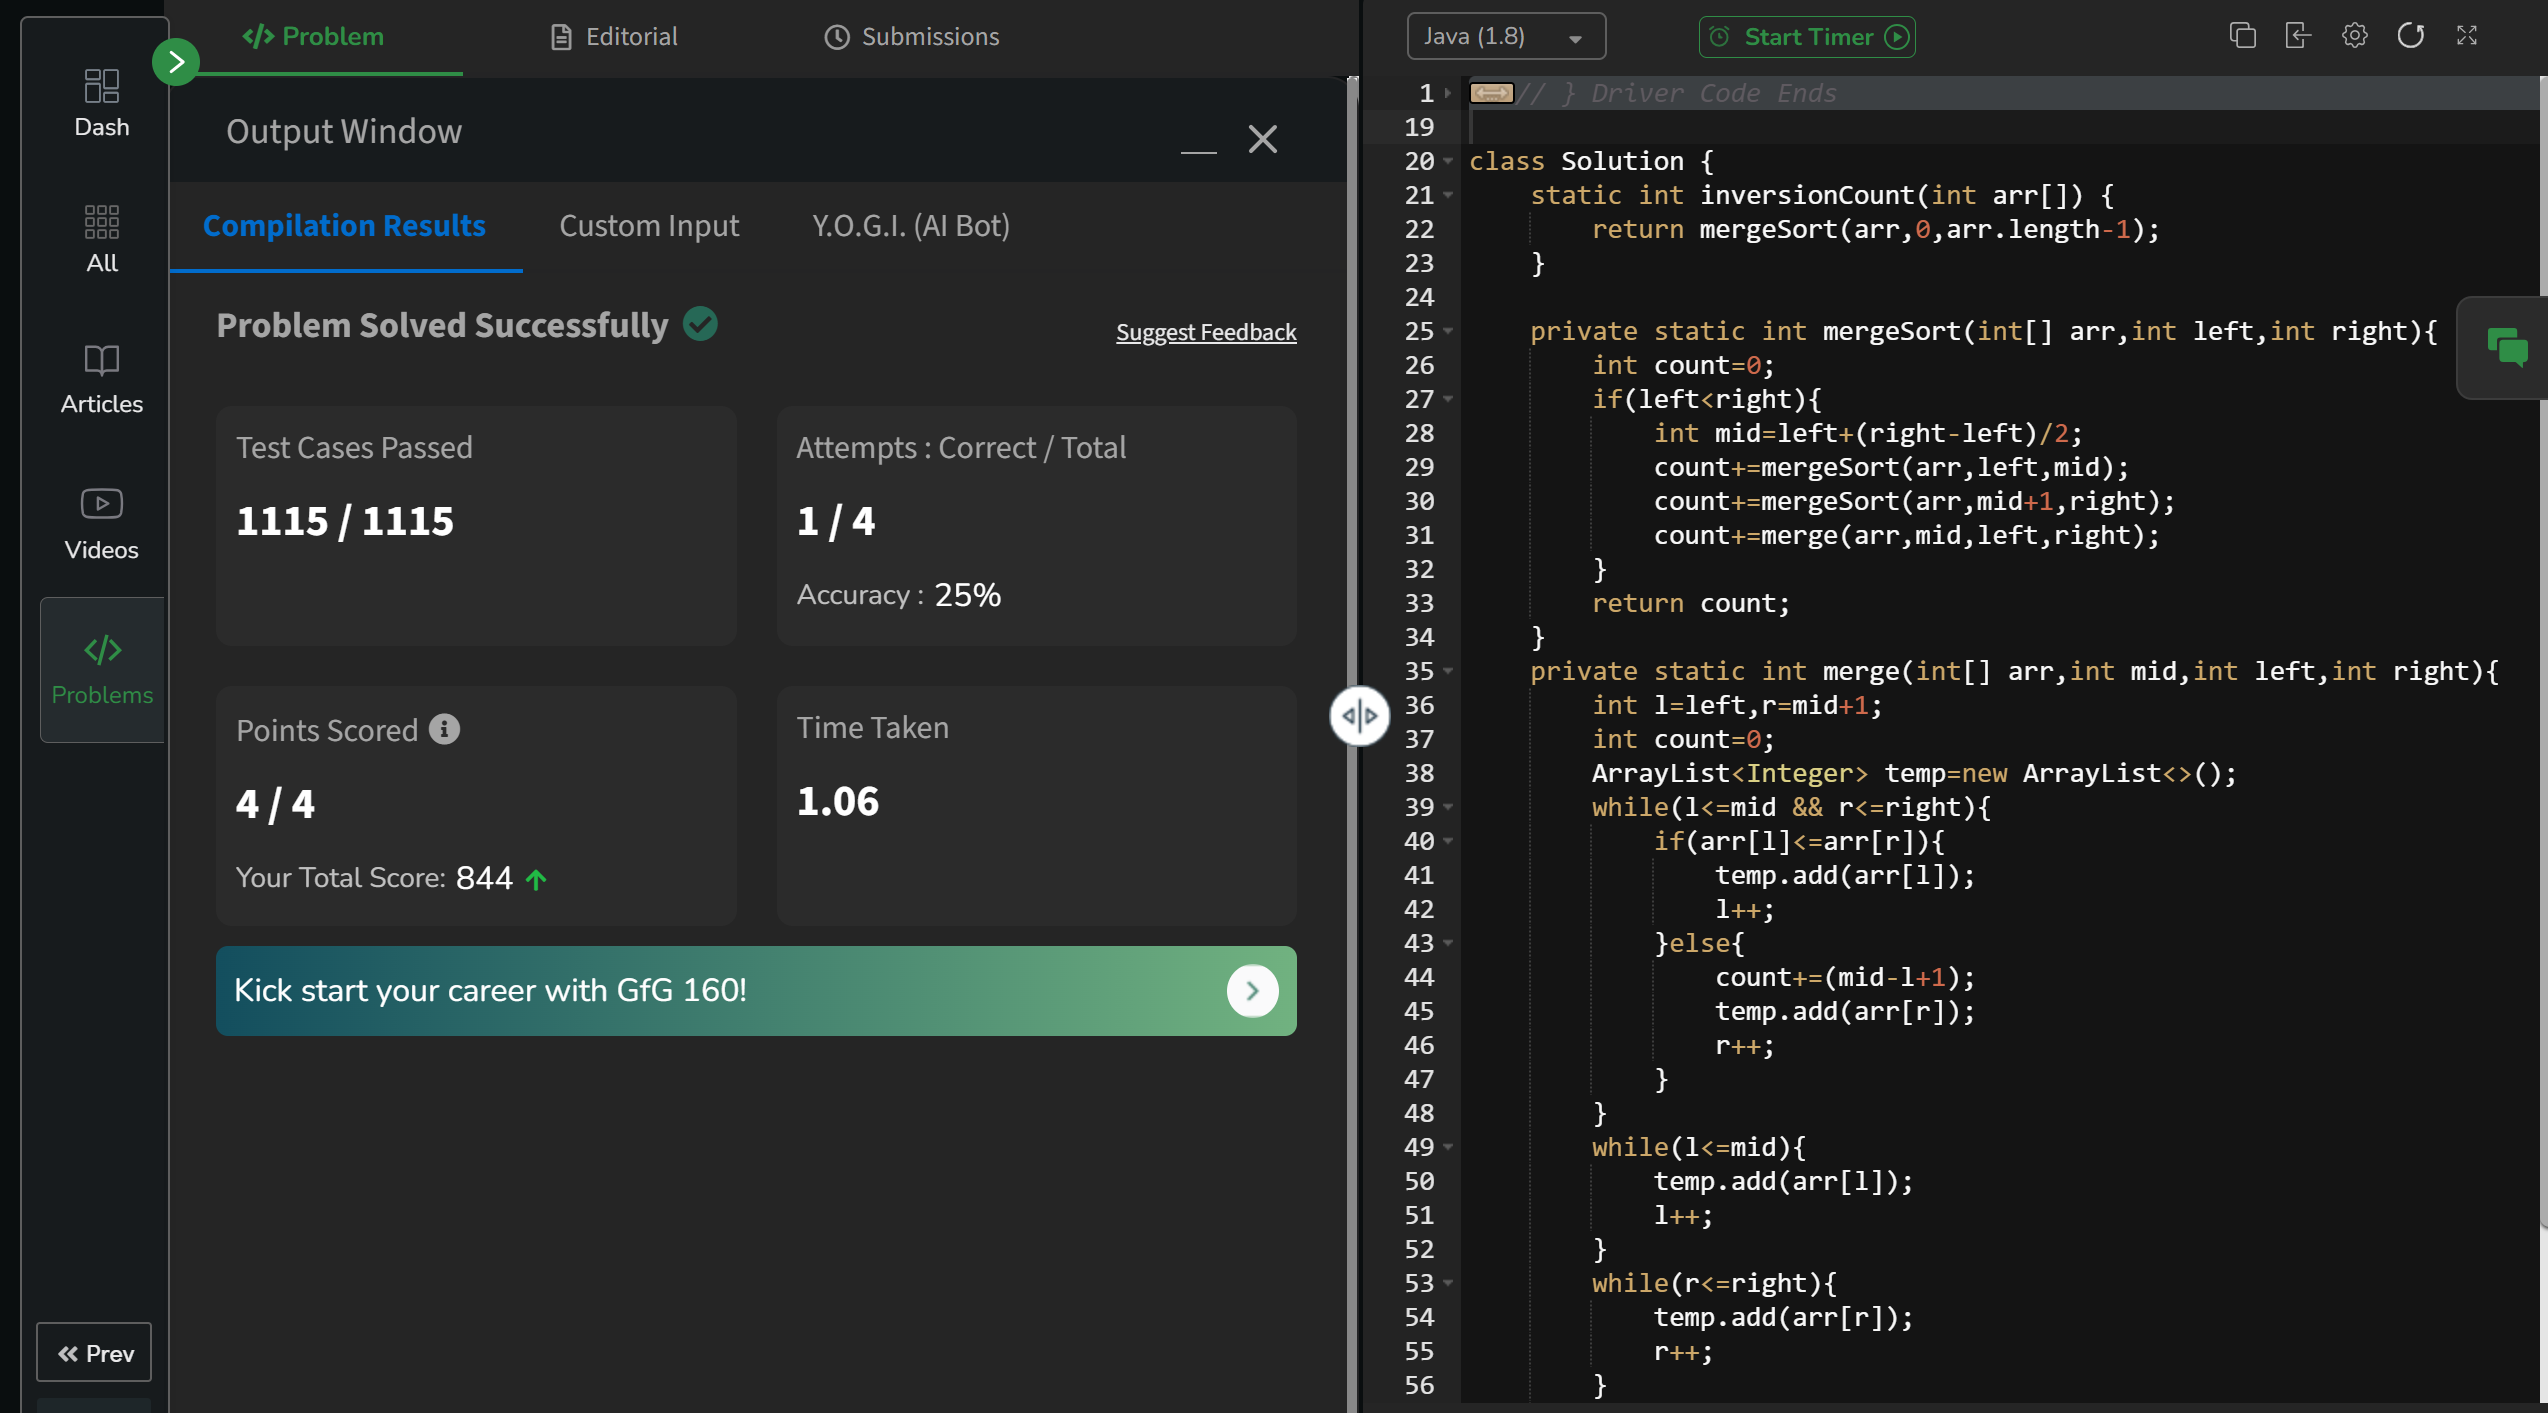 Dash
All
Articles
Videos
</> Problems
Prev
</> Problem
Editorial
Submissions
Output Window
Compilation Results
Custom Input
Y.O.G.I. (AI Bot)
Problem Solved Successfully
Suggest Feedback
Test Cases Passed
1115 / 1115
Attempts : Correct / Total
1 / 4
Accuracy : 25%
Points Scored
4 / 4
Your Total Score: 844
Time Taken
1.06
Kick start your career with GfG 160!
Java (1.8)
Start Timer
1 // } Driver Code Ends
19
20 class Solution {
21 static int inversionCount(int arr[]) {
22 return mergeSort(arr,0,arr.length-1);
23 }
24
25 private static int mergeSort(int[] arr,int left,int right){
26 int count=0;
27 if(left<right){
28 int mid=left+(right-left)/2;
29 count+=mergeSort(arr,left,mid);
30 count+=mergeSort(arr,mid+1,right);
31 count+=merge(arr,mid,left,right);
32 }
33 return count;
34 }
35 private static int merge(int[] arr,int mid,int left,int right){
36 int l=left,r=mid+1;
37 int count=0;
38 ArrayList<Integer> temp=new ArrayList<>();
39 while(l<=mid && r<=right){
40 if(arr[l]<=arr[r]){
41 temp.add(arr[l]);
42 l++;
43 }else{
44 count+=(mid-l+1);
45 temp.add(arr[r]);
46 r++;
47 }
48 }
49 while(l<=mid){
50 temp.add(arr[l]);
51 l++;
52 }
53 while(r<=right){
54 temp.add(arr[r]);
55 r++;
56 }